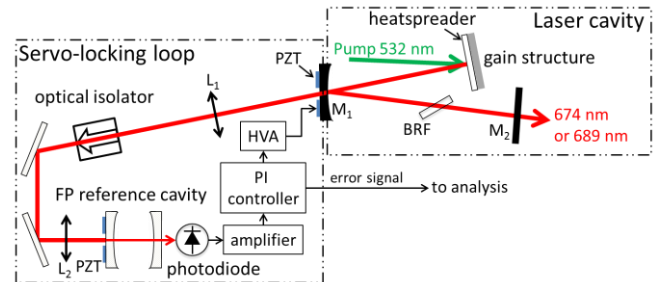 heatspreader
Laser cavity
Servo-locking loop
PZT
Pump 532 nm
gain structure
L1
optical isolator
M1
674 nm
or 689 nm
HVA
BRF
M2
FP reference cavity
PI
controller
error signal
to analysis
amplifier
L2
PZT
photodiode